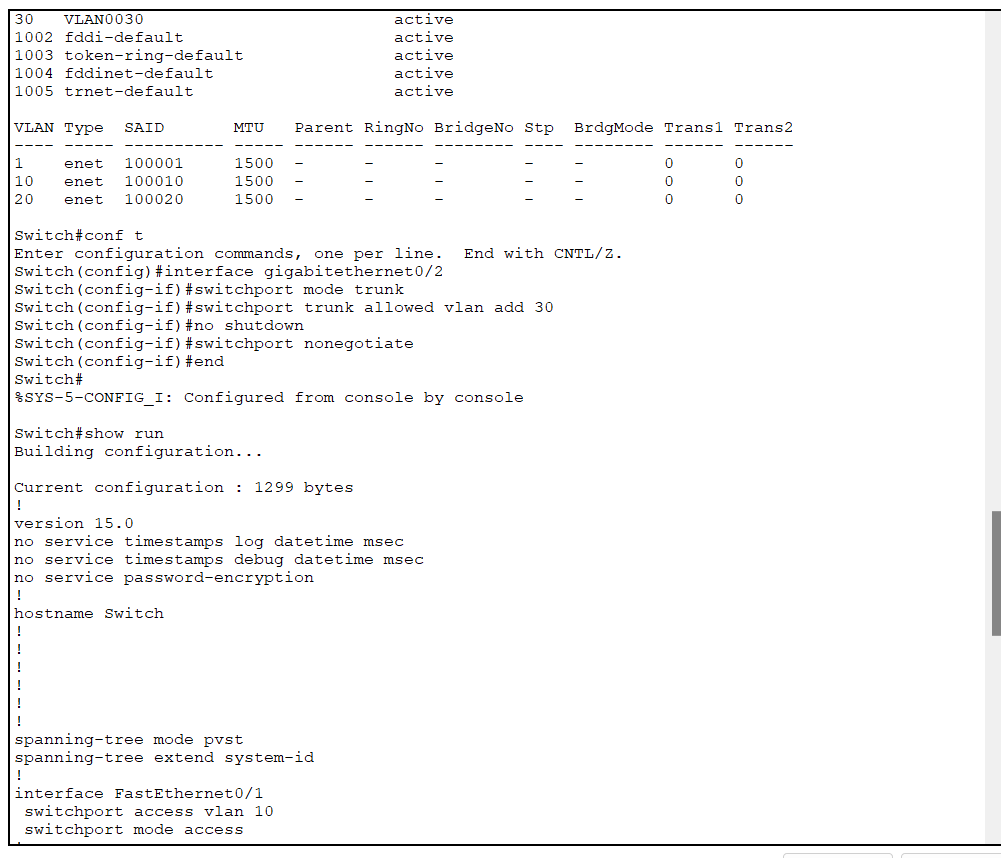 30   VLAN0030                         active
1002 fddi-default                     active
1003 token-ring-default               active
1004 fddinet-default                  active
1005 trnet-default                    active
VLAN Type  SAID       MTU   Parent RingNo BridgeNo Stp  BrdgMode Trans1 Trans2
---- ----- ---------- ----- ------ ------ -------- ---- -------- ------ ------
1    enet  100001     1500  -      -      -        -    -        0      0
10   enet  100010     1500  -      -      -        -    -        0      0
20   enet  100020     1500  -      -      -        -    -        0      0
Switch#conf t
Enter configuration commands, one per line.  End with CNTL/Z.
Switch(config)#interface gigabitethernet0/2
Switch(config-if)#switchport mode trunk
Switch(config-if)#switchport trunk allowed vlan add 30
Switch(config-if)#no shutdown
Switch(config-if)#switchport nonegotiate
Switch(config-if)#end
Switch#
%SYS-5-CONFIG_I: Configured from console by console
Switch#show run
Building configuration...
Current configuration : 1299 bytes
!
version 15.0
no service timestamps log datetime msec
no service timestamps debug datetime msec
no service password-encryption
!
hostname Switch
!
!
!
!
!
!
spanning-tree mode pvst
spanning-tree extend system-id
!
interface FastEthernet0/1
 switchport access vlan 10
 switchport mode access